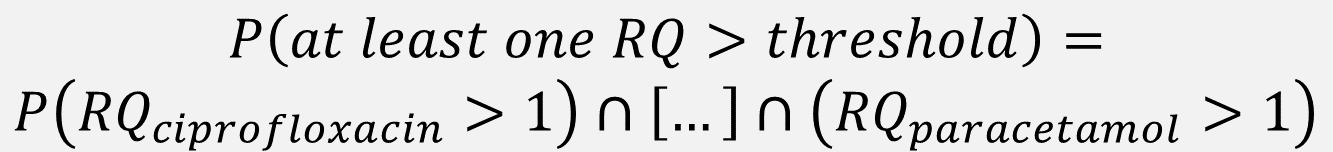 P(at least one RQ > threshold) =
P(RQ_ciprofloxacin > 1) ∩ [...] ∩ (RQ_paracetamol > 1)